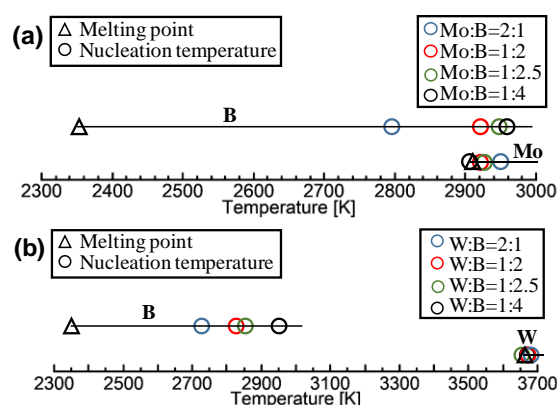 (a)
Melting point
Nucleation temperature
Mo:B=2:1
Mo:B=1:2
Mo:B=1:2.5
Mo:B=1:4
B
Mo
2300 2400 2500 2600 2700 2800 2900 3000
Temperature [K]
(b)
Melting point
Nucleation temperature
W:B=2:1
W:B=1:2
W:B=1:2.5
W:B=1:4
B
W
2300 2500 2700 2900 3100 3300 3500 3700
Temperature [K]